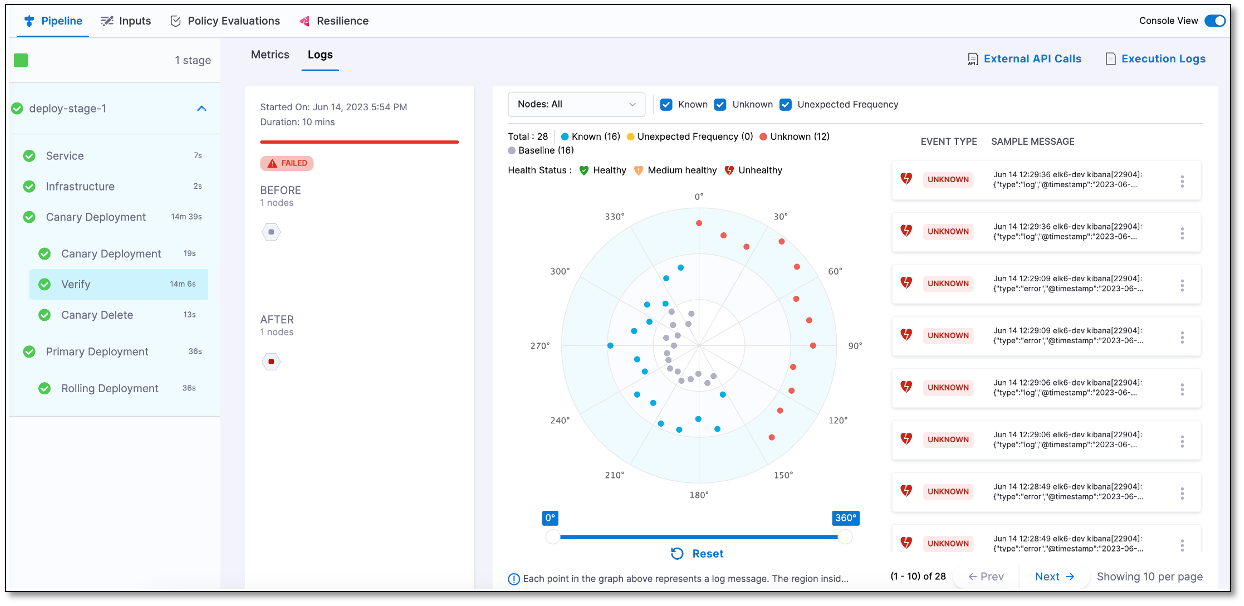 Pipeline Inputs Policy Evaluations Resilience Console View
1 stage
deploy-stage-1
Service 7s
Infrastructure 2s
Canary Deployment 14m 39s
Canary Deployment 19s
Verify 14m 6s
Canary Delete 13s
Primary Deployment 36s
Rolling Deployment 36s
Metrics Logs
External API Calls Execution Logs
Started On: Jun 14, 2023 5:54 PM
Duration: 10 mins
FAILED
BEFORE
1 nodes
AFTER
1 nodes
Nodes: All Known Unknown Unexpected Frequency
Total : 28 Known (16) Unexpected Frequency (0) Unknown (12)
Baseline (16)
Health Status : Healthy Medium healthy Unhealthy
0°
30°
60°
90°
120°
150°
180°
210°
240°
270°
300°
330°
0° 360°
Reset
Each point in the graph above represents a log message. The region insid...
EVENT TYPE SAMPLE MESSAGE
UNKNOWN
Jun 14 12:29:36 elk6-dev kibana[22904]:
{"type":"log","@timestamp":"2023-06-...
UNKNOWN
Jun 14 12:29:36 elk6-dev kibana[22904]:
{"type":"log","@timestamp":"2023-06-...
UNKNOWN
Jun 14 12:29:09 elk6-dev kibana[22904]:
{"type":"error","@timestamp":"2023-06-...
UNKNOWN
Jun 14 12:29:09 elk6-dev kibana[22904]:
{"type":"error","@timestamp":"2023-06-...
UNKNOWN
Jun 14 12:29:06 elk6-dev kibana[22904]:
{"type":"log","@timestamp":"2023-06-...
UNKNOWN
Jun 14 12:29:06 elk6-dev kibana[22904]:
{"type":"log","@timestamp":"2023-06-...
UNKNOWN
Jun 14 12:28:49 elk6-dev kibana[22904]:
{"type":"error","@timestamp":"2023-06-...
UNKNOWN
Jun 14 12:28:49 elk6-dev kibana[22904]:
{"type":"error","@timestamp":"2023-06-...
(1 - 10) of 28 ← Prev Next → Showing 10 per page